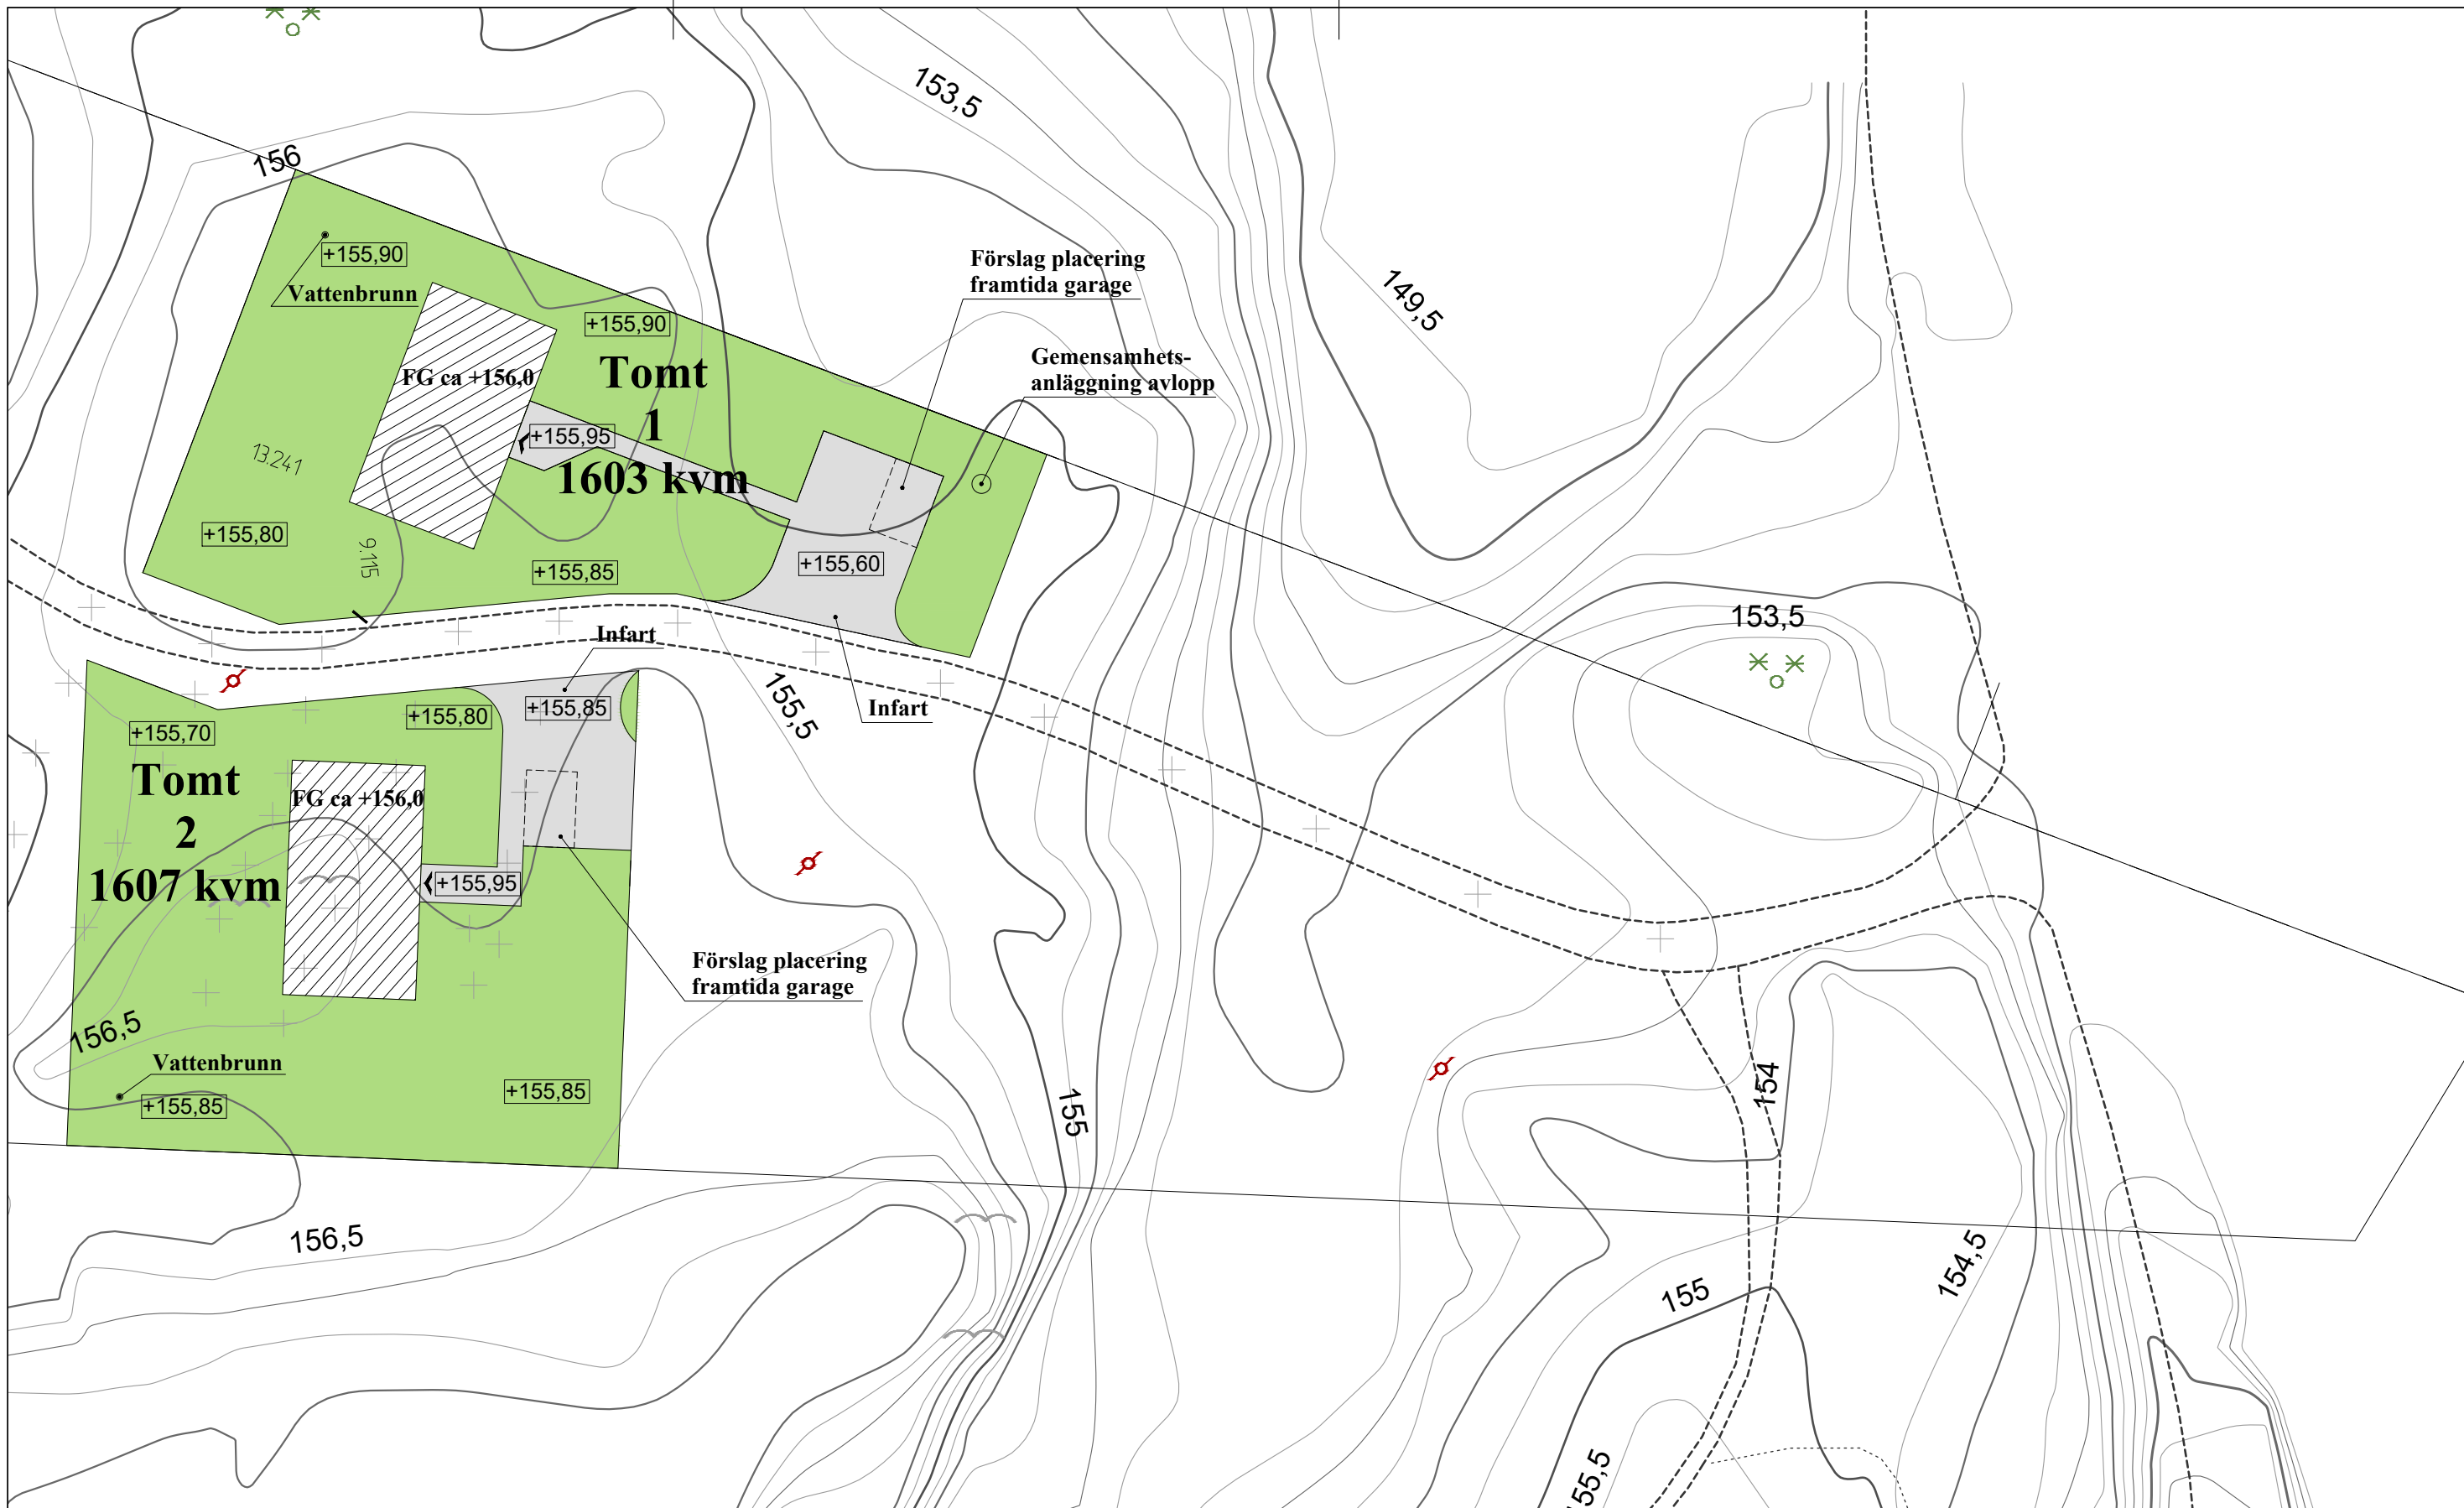 153,5
156
+155,90
Vattenbrunn
+155,90
Förslag placering
framtida garage
149,5
Gemensamhets-
anläggning avlopp
Tomt
1
1603 kvm
FG ca +156,0
+155,95
13.241
+155,80
9.115
+155,85
+155,60
Infart
Infart
153,5
155,5
+155,70
+155,80
+155,85
Tomt
2
1607 kvm
FG ca +156,0
+155,95
Förslag placering
framtida garage
156,5
Vattenbrunn
+155,85
+155,85
155
154
156,5
154,5
155
155,5